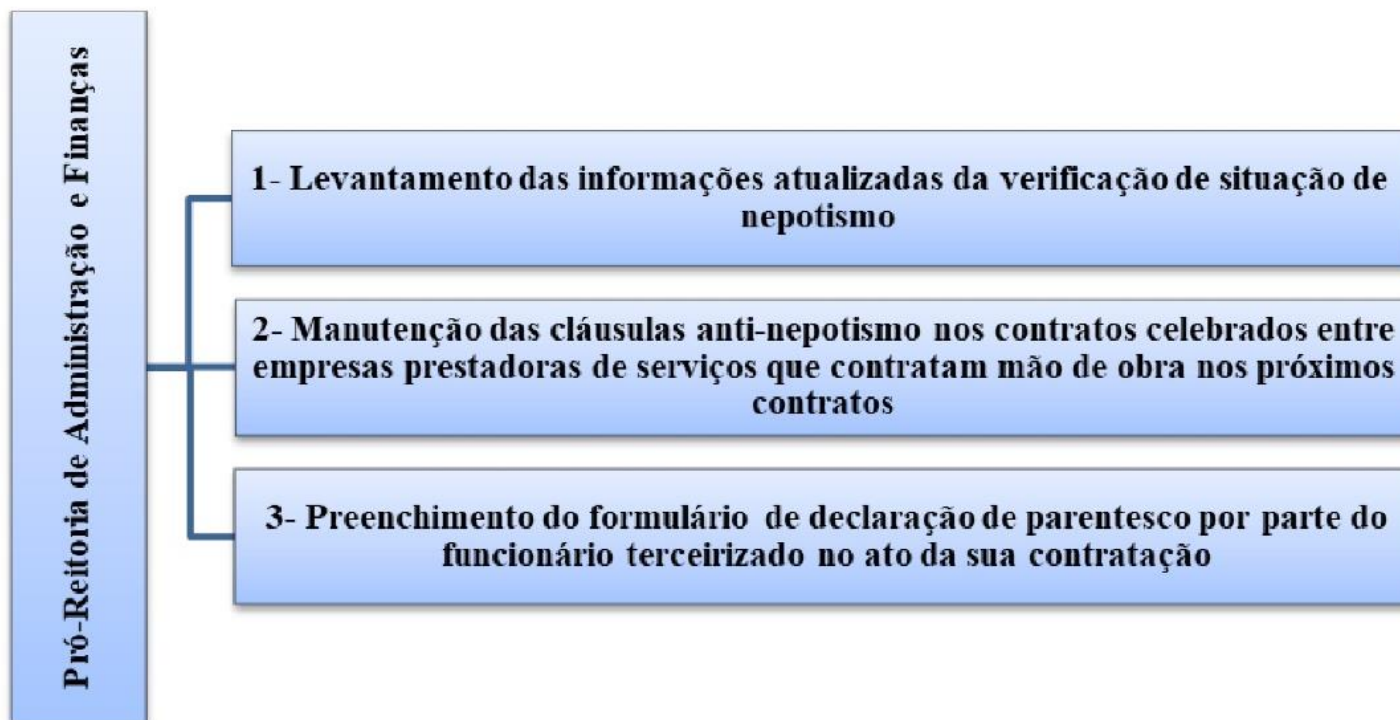 Pró-Reitoria de Administração e Finanças
1- Levantamento das informações atualizadas da verificação de situação de
nepotismo
2- Manutenção das cláusulas anti-nepotismo nos contratos celebrados entre
empresas prestadoras de serviços que contratam mão de obra nos próximos
contratos
3- Preenchimento do formulário de declaração de parentesco por parte do
funcionário terceirizado no ato da sua contratação